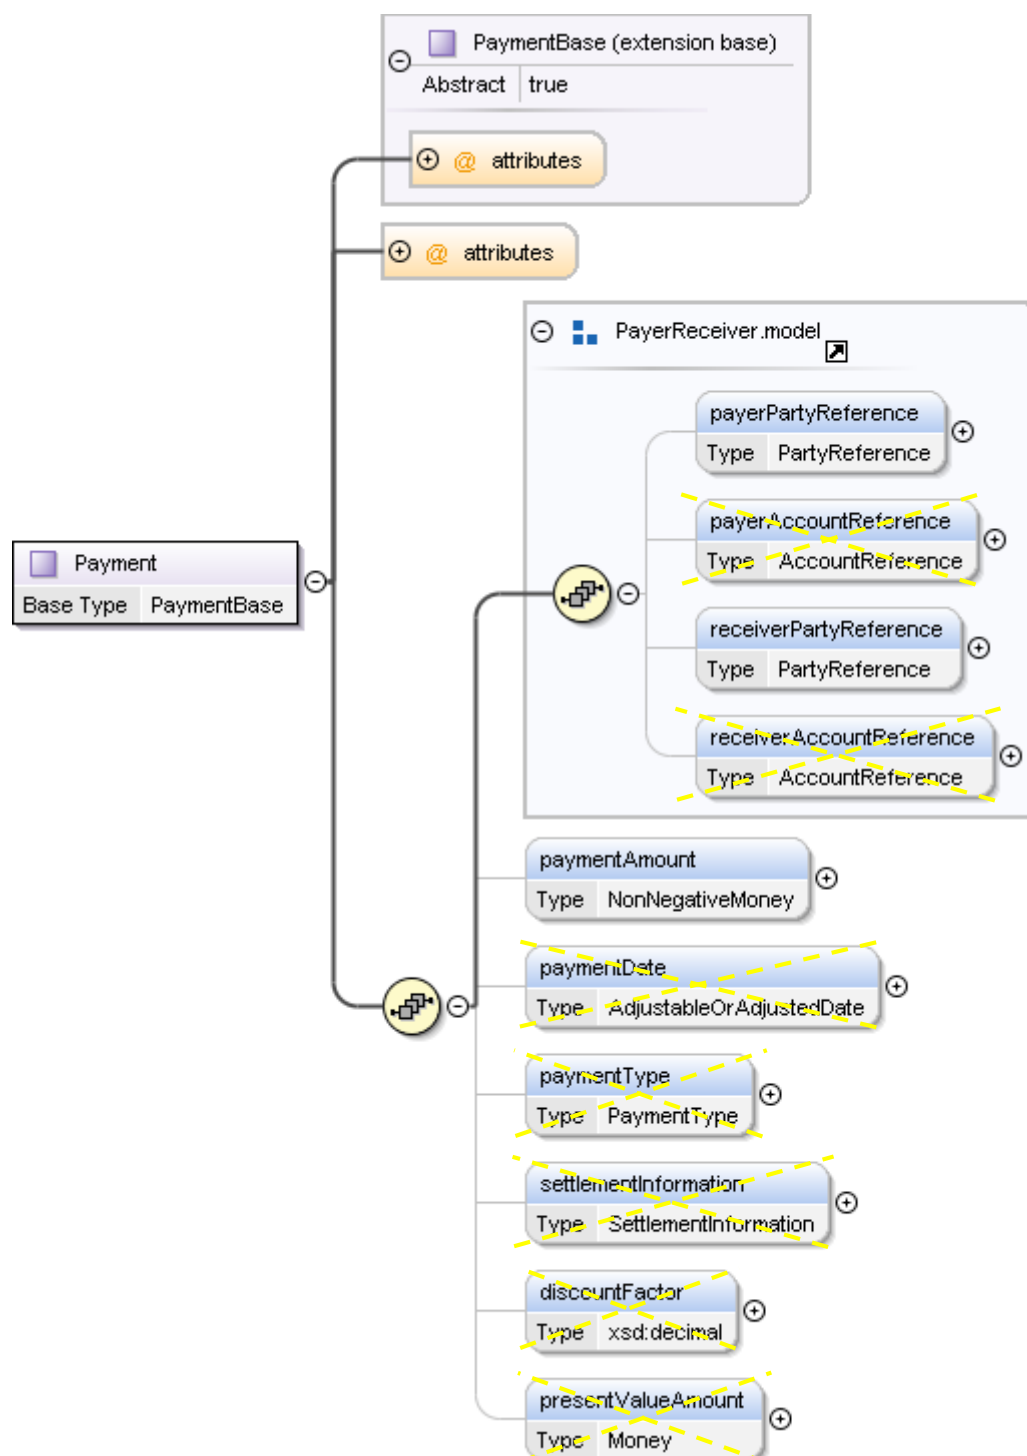 PaymentBase (extension base)
Abstract true
@ attributes
@ attributes
PayerReceiver.model
payerPartyReference
Type PartyReference
payerAccountReference
Type AccountReference
Payment
Base Type PaymentBase
receiverPartyReference
Type PartyReference
receiverAccountReference
Type AccountReference
paymentAmount
Type NonNegativeMoney
paymentDate
Type AdjustableOrAdjustedDate
paymentType
Type PaymentType
settlementInformation
Type SettlementInformation
discountFactor
Type xsd:decimal
presentValueAmount
Type Money